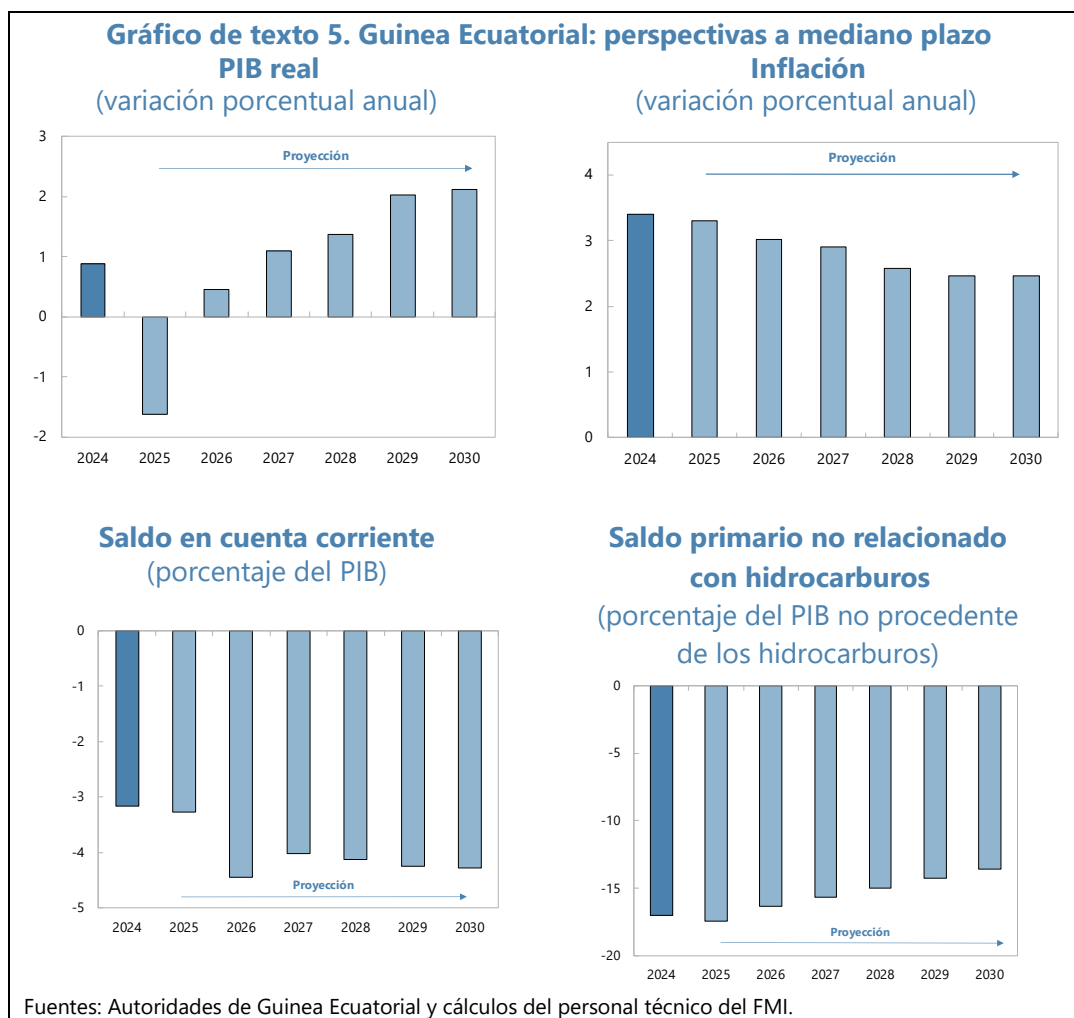 Gráfico de texto 5. Guinea Ecuatorial: perspectivas a mediano plazo
PIB real
(variación porcentual anual)
3
2
1
0
-1
-2
Proyección
2024 2025 2026 2027 2028 2029 2030
Inflación
(variación porcentual anual)
4
3
2
1
0
Proyección
2024 2025 2026 2027 2028 2029 2030
Saldo en cuenta corriente
(porcentaje del PIB)
0
-1
-2
-3
-4
-5
Proyección
2024 2025 2026 2027 2028 2029 2030
Saldo primario no relacionado
con hidrocarburos
(porcentaje del PIB no procedente
de los hidrocarburos)
0
-5
-10
-15
-20
Proyección
2024 2025 2026 2027 2028 2029 2030
Fuentes: Autoridades de Guinea Ecuatorial y cálculos del personal técnico del FMI.